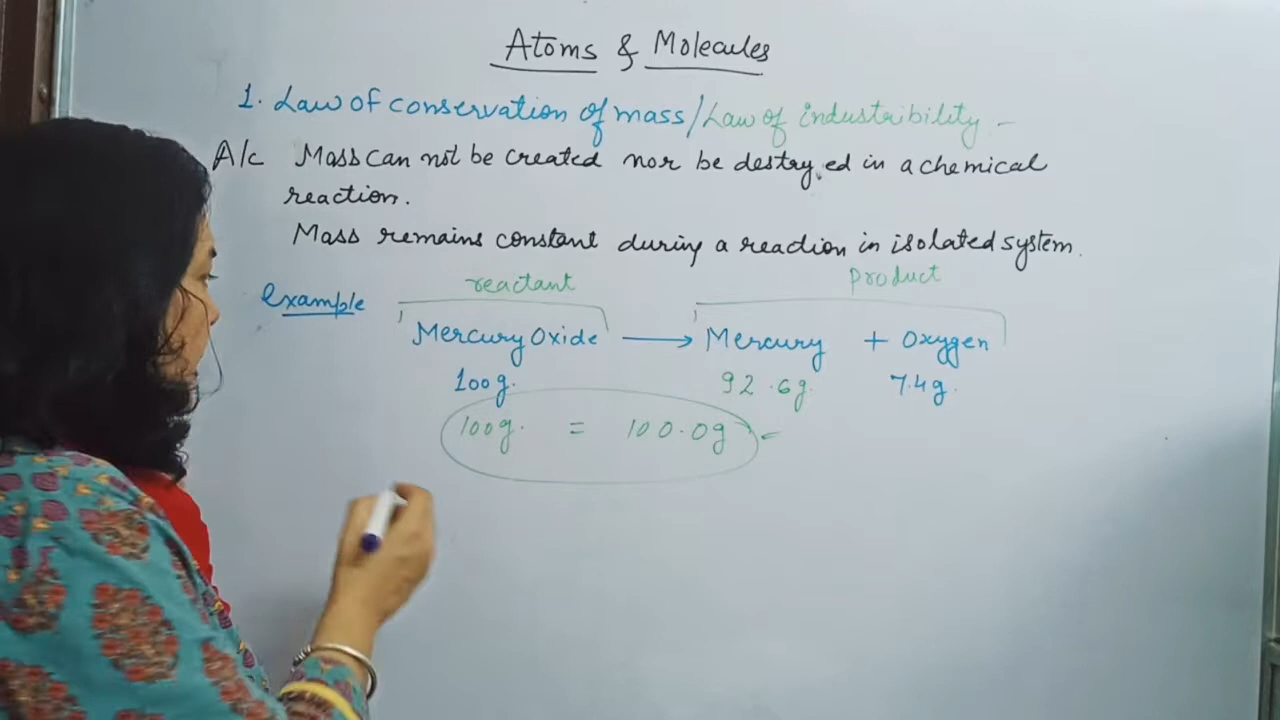 Atoms & Molecules
1. Law of conservation of mass/Law of industribility -
A/c Mass can not be created nor be destroyed in a chemical
reaction.
Mass remains constant during a reaction in isolated system.
reactant product
example
Mercury Oxide → Mercury + Oxygen
100g. 92.6g. 7.4g.
100g. = 100.0g